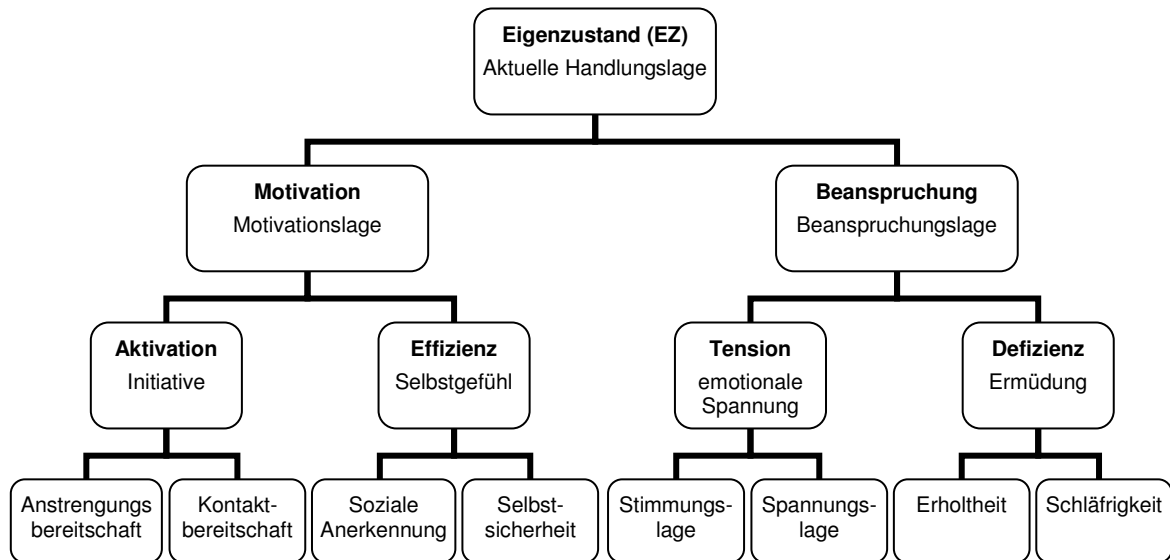 Eigenzustand (EZ)
Aktuelle Handlungslage
Motivation
Motivationslage
Beanspruchung
Beanspruchungslage
Aktivation
Initiative
Effizienz
Selbstgefühl
Tension
emotionale
Spannung
Defizienz
Ermüdung
Anstrengungs
bereitschaft
Kontakt-
bereitschaft
Soziale
Anerkennung
Selbst-
sicherheit
Stimmungs-
lage
Spannungs-
lage
Erholtheit
Schläfrigkeit